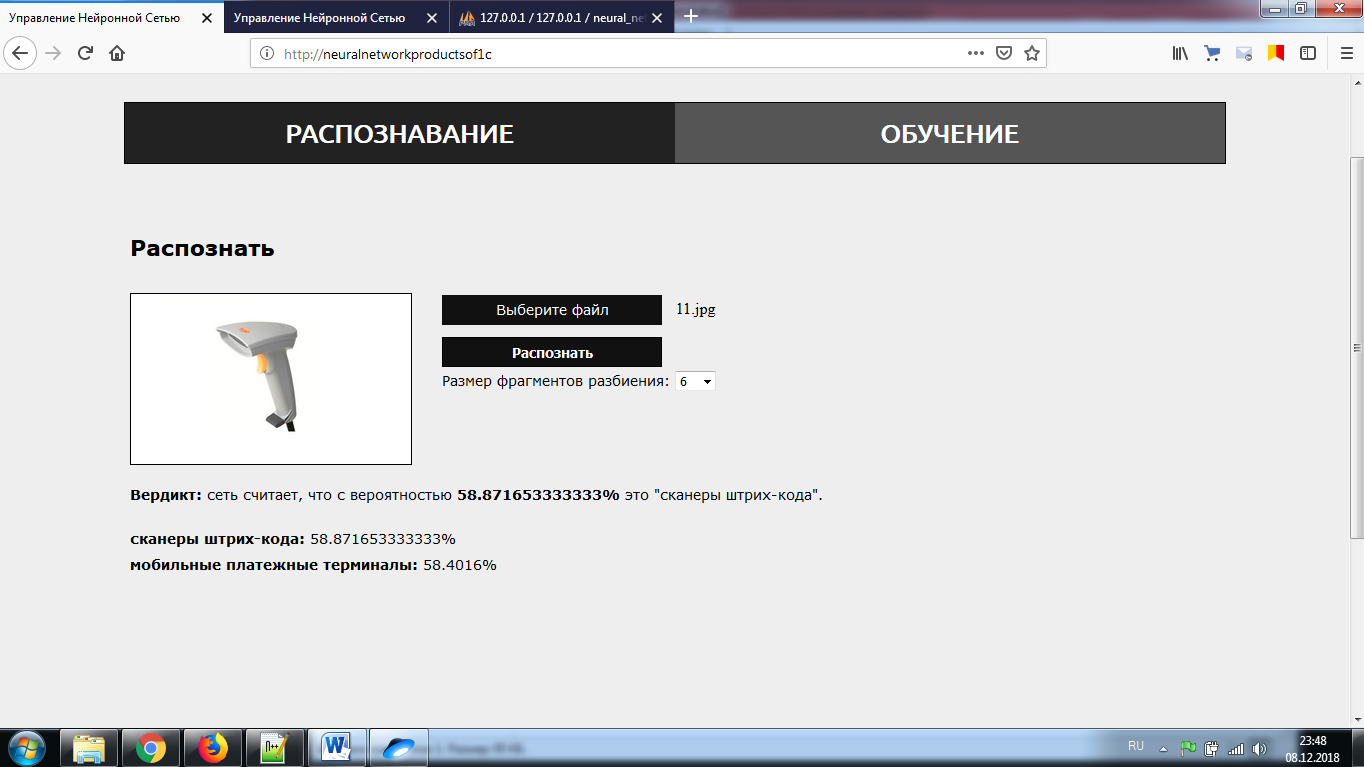 Управление Нейронной Сетью
Управление Нейронной Сетью
127.0.0.1 / 127.0.0.1 / neural_ne
http://neuralnetworkproductsof1c
РАСПОЗНАВАНИЕ
ОБУЧЕНИЕ
Распознать
Выберите файл
11.jpg
Распознать
Размер фрагментов разбиения: 6
Вердикт: сеть считает, что с вероятностью 58.871653333333% это "сканеры штрих-кода".
сканеры штрих-кода: 58.871653333333%
мобильные платежные терминалы: 58.4016%
RU
23:48
08.12.2018